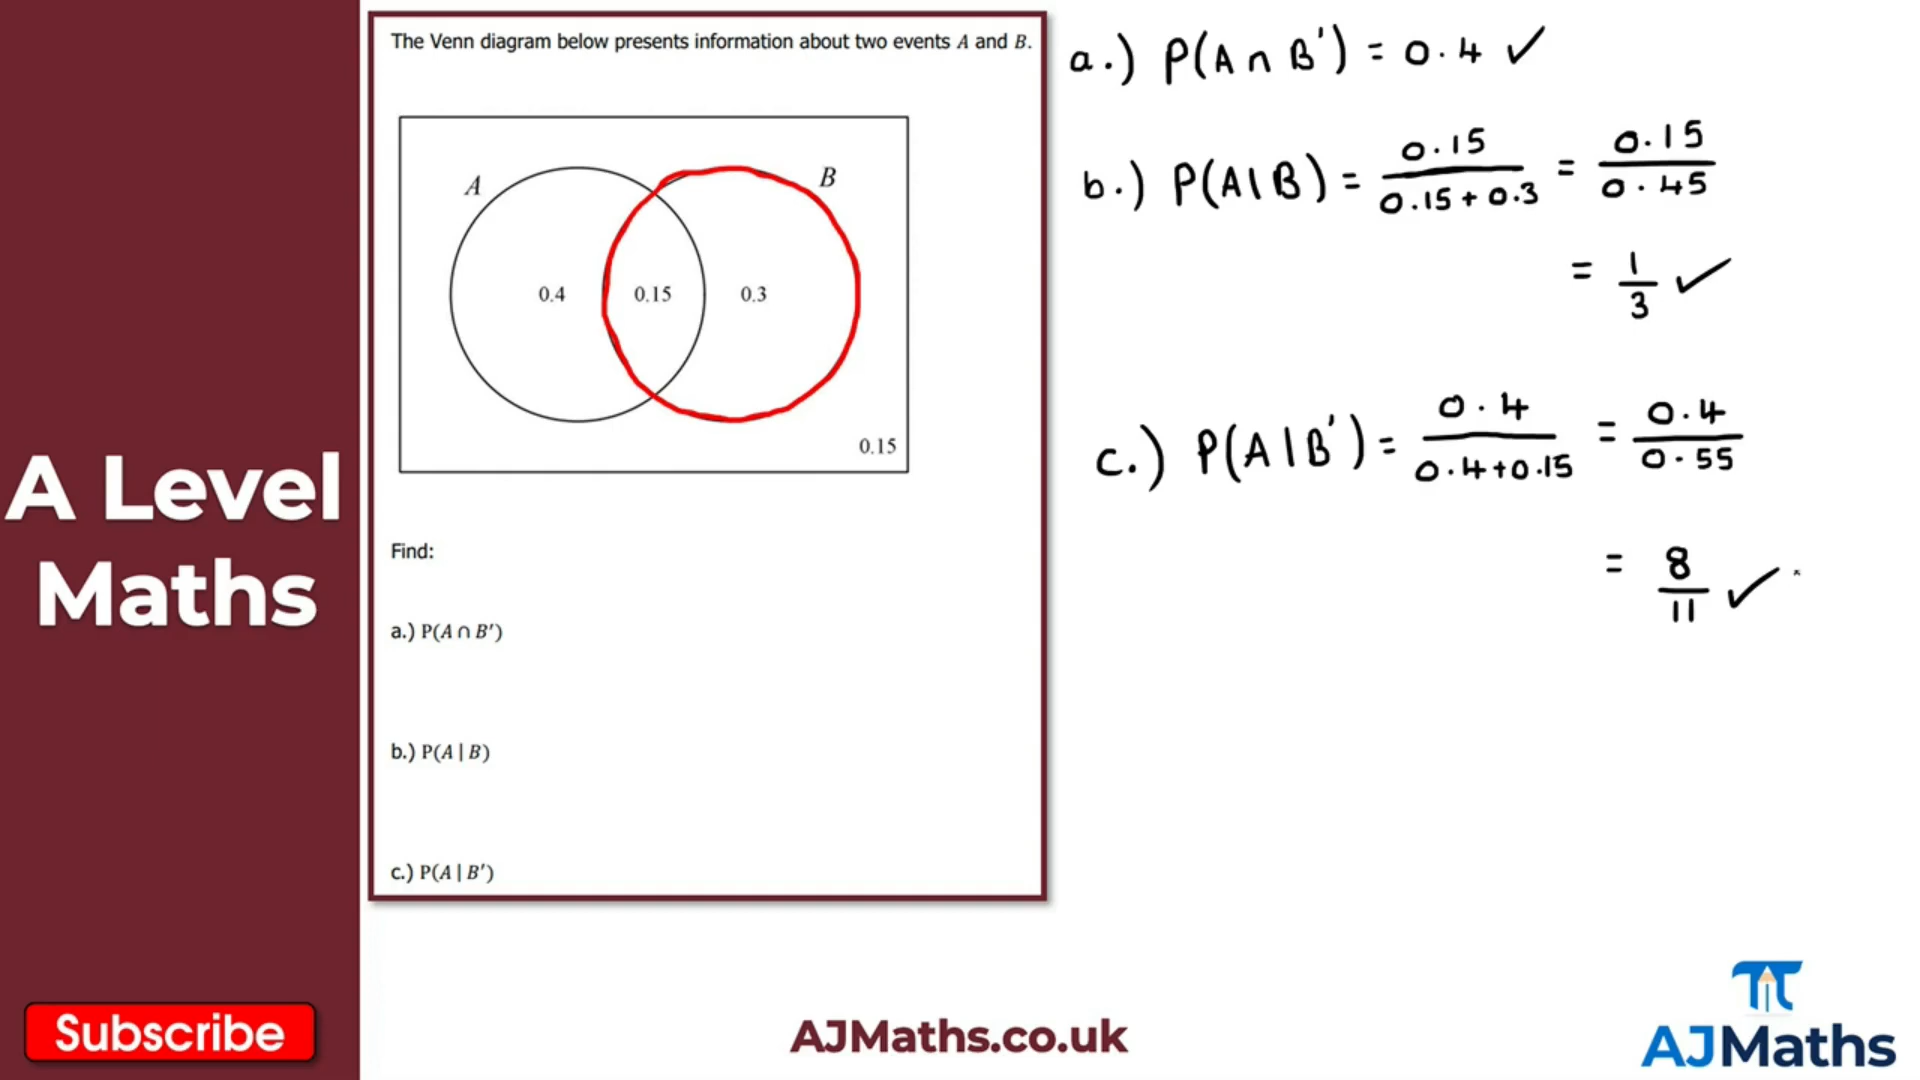 A Level
Maths
Subscribe
The Venn diagram below presents information about two events A and B.
A
B
0.4
0.15
0.3
0.15
Find:
a.) P(A ∩ B′)
b.) P(A | B)
c.) P(A | B′)
a.) P(A ∩ B') = 0.4 ✓
b.) P(A|B) = 0.15/0.15+0.3 = 0.15/0.45
= 1/3 ✓
c.) P(A|B') = 0.4/0.4+0.15 = 0.4/0.55
= 8/11 ✓
AJMaths.co.uk
AJMaths